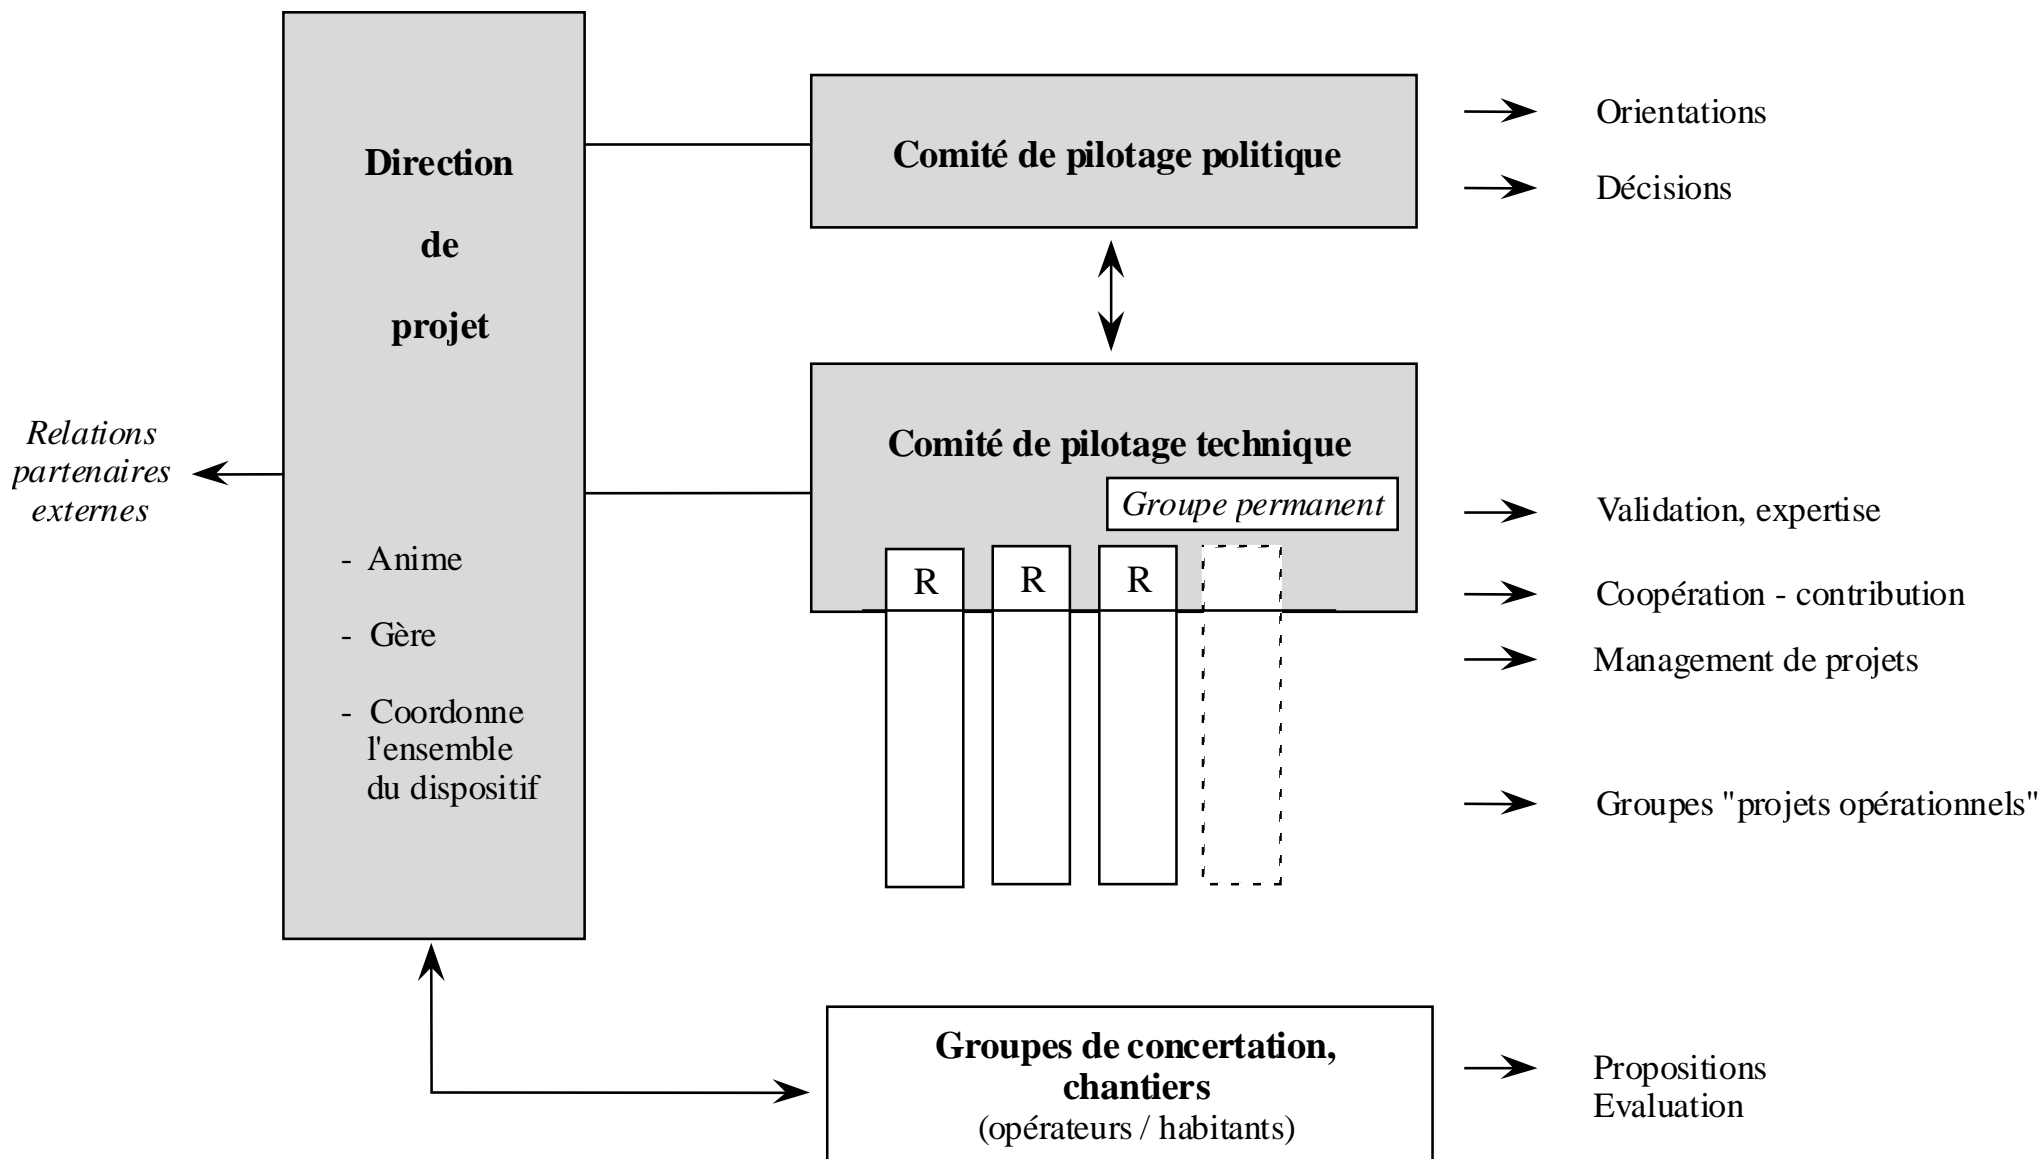 Direction
de
projet
- Anime
- Gère
- Coordonne
l'ensemble
du dispositif
Relations
partenaires
externes
Comité de pilotage politique
Orientations
Décisions
Comité de pilotage technique
Groupe permanent
R
R
R
Validation, expertise
Coopération - contribution
Management de projets
Groupes "projets opérationnels"
Groupes de concertation,
chantiers
(opérateurs / habitants)
Propositions
Evaluation